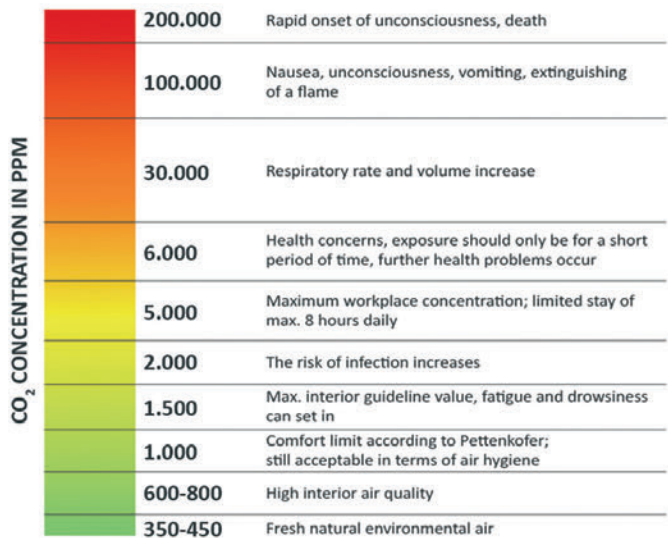 CO₂ CONCENTRATION IN PPM
200.000 Rapid onset of unconsciousness, death
100.000 Nausea, unconsciousness, vomiting, extinguishing
of a flame
30.000 Respiratory rate and volume increase
6.000 Health concerns, exposure should only be for a short
period of time, further health problems occur
5.000 Maximum workplace concentration; limited stay of
max. 8 hours daily
2.000 The risk of infection increases
1.500 Max. interior guideline value, fatigue and drowsiness
can set in
1.000 Comfort limit according to Pettenkofer;
still acceptable in terms of air hygiene
600-800 High interior air quality
350-450 Fresh natural environmental air